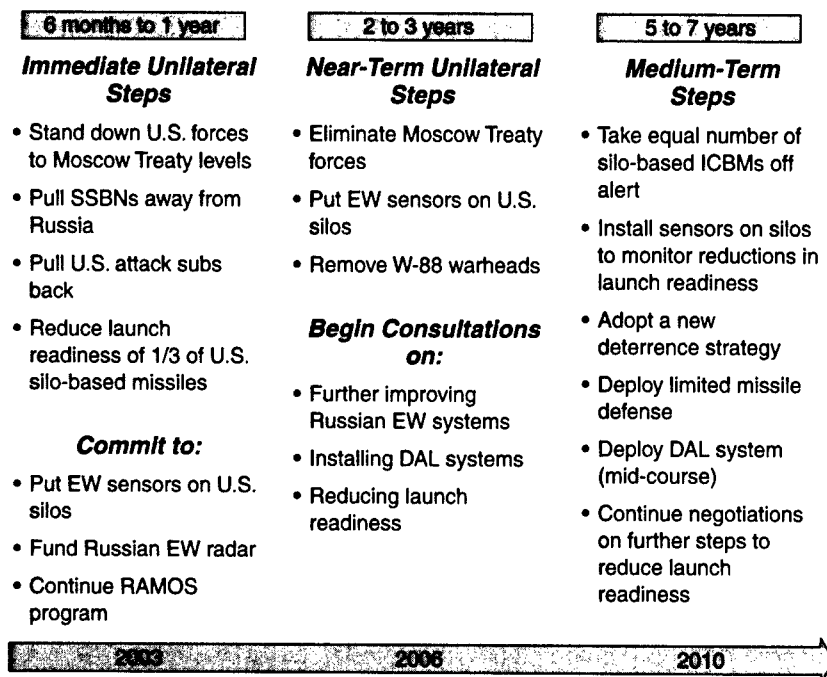 6 months to 1 year
Immediate Unilateral
Steps
• Stand down U.S. forces
to Moscow Treaty levels
• Pull SSBNs away from
Russia
• Pull U.S. attack subs
back
• Reduce launch
readiness of 1/3 of U.S.
silo-based missiles
Commit to:
• Put EW sensors on U.S.
silos
• Fund Russian EW radar
• Continue RAMOS
program
2 to 3 years
Near-Term Unilateral
Steps
• Eliminate Moscow Treaty
forces
• Put EW sensors on U.S.
silos
• Remove W-88 warheads
Begin Consultations
on:
• Further improving
Russian EW systems
• Installing DAL systems
• Reducing launch
readiness
5 to 7 years
Medium-Term
Steps
• Take equal number of
silo-based ICBMs off
alert
• Install sensors on silos
to monitor reductions in
launch readiness
• Adopt a new
deterrence strategy
• Deploy limited missile
defense
• Deploy DAL system
(mid-course)
• Continue negotiations
on further steps to
reduce launch
readiness
2003 2006 2010